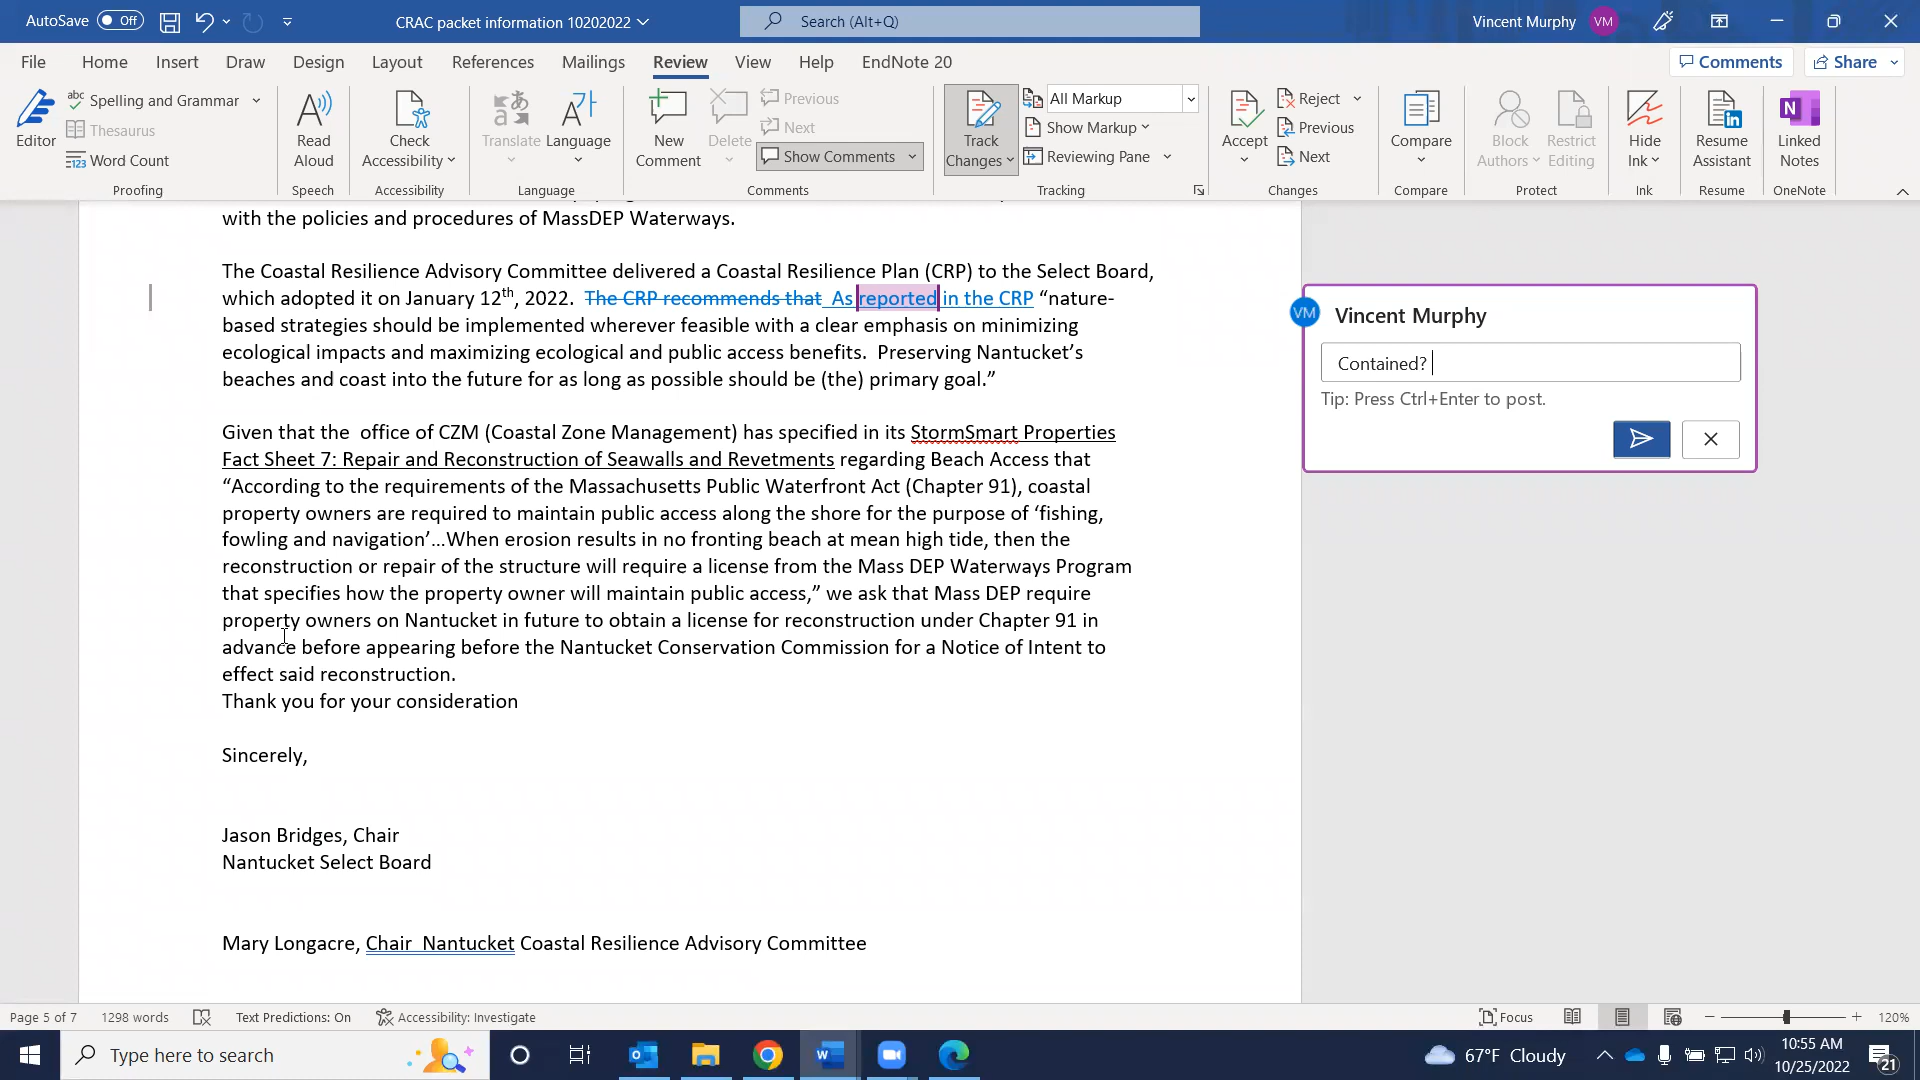 AutoSave Off CRAC packet information 10202022 Search (Alt+Q) Vincent Murphy VM
File Home Insert Draw Design Layout References Mailings Review View Help EndNote 20 Comments Share
Editor
abc Spelling and Grammar
Thesaurus
123 Word Count
Proofing
Read Aloud
Speech
Check Accessibility
Accessibility
Translate Language
Language
New Comment Delete
Previous
Next
Show Comments
Comments
Track Changes
All Markup
Show Markup
Reviewing Pane
Tracking
Accept
Reject
Previous
Next
Changes
Compare
Compare
Block Authors Restrict Editing
Protect
Hide Ink
Ink
Resume Assistant
Resume
Linked Notes
OneNote
with the policies and procedures of MassDEP Waterways.
The Coastal Resilience Advisory Committee delivered a Coastal Resilience Plan (CRP) to the Select Board,
which adopted it on January 12th, 2022. The CRP recommends that As reported in the CRP “nature-
based strategies should be implemented wherever feasible with a clear emphasis on minimizing
ecological impacts and maximizing ecological and public access benefits. Preserving Nantucket’s
beaches and coast into the future for as long as possible should be (the) primary goal.”
Given that the office of CZM (Coastal Zone Management) has specified in its StormSmart Properties
Fact Sheet 7: Repair and Reconstruction of Seawalls and Revetments regarding Beach Access that
“According to the requirements of the Massachusetts Public Waterfront Act (Chapter 91), coastal
property owners are required to maintain public access along the shore for the purpose of ‘fishing,
fowling and navigation’…When erosion results in no fronting beach at mean high tide, then the
reconstruction or repair of the structure will require a license from the Mass DEP Waterways Program
that specifies how the property owner will maintain public access,” we ask that Mass DEP require
property owners on Nantucket in future to obtain a license for reconstruction under Chapter 91 in
advance before appearing before the Nantucket Conservation Commission for a Notice of Intent to
effect said reconstruction.
Thank you for your consideration
Sincerely,
Jason Bridges, Chair
Nantucket Select Board
Mary Longacre, Chair Nantucket Coastal Resilience Advisory Committee
VM Vincent Murphy
Contained?
Tip: Press Ctrl+Enter to post.
Page 5 of 7 1298 words Text Predictions: On Accessibility: Investigate Focus 120%
Type here to search 67°F Cloudy 10:55 AM
10/25/2022 21